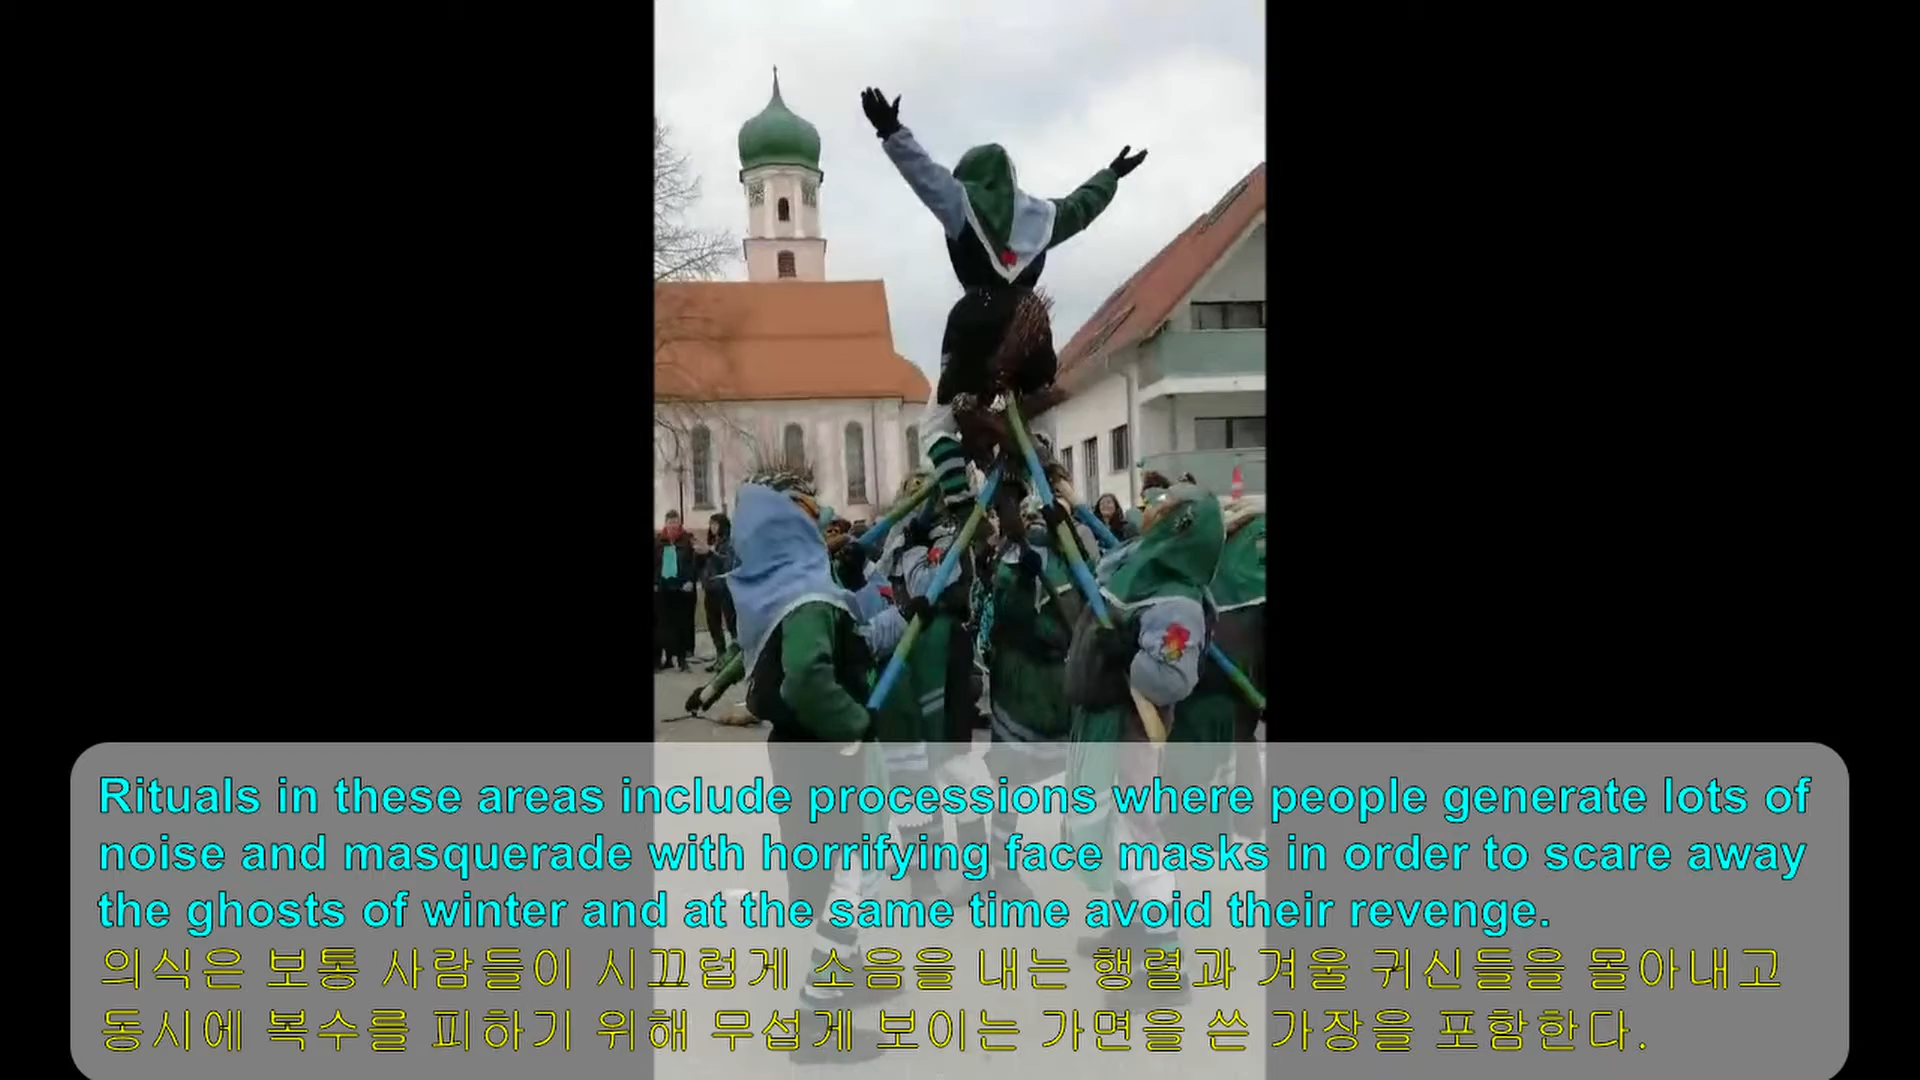 Rituals in these areas include processions where people generate lots of
noise and masquerade with horrifying face masks in order to scare away
the ghosts of winter and at the same time avoid their revenge.
의식은 보통 사람들이 시끄럽게 소음을 내는 행렬과 겨울 귀신들을 몰아내고
동시에 복수를 피하기 위해 무섭게 보이는 가면을 쓴 가장을 포함한다.